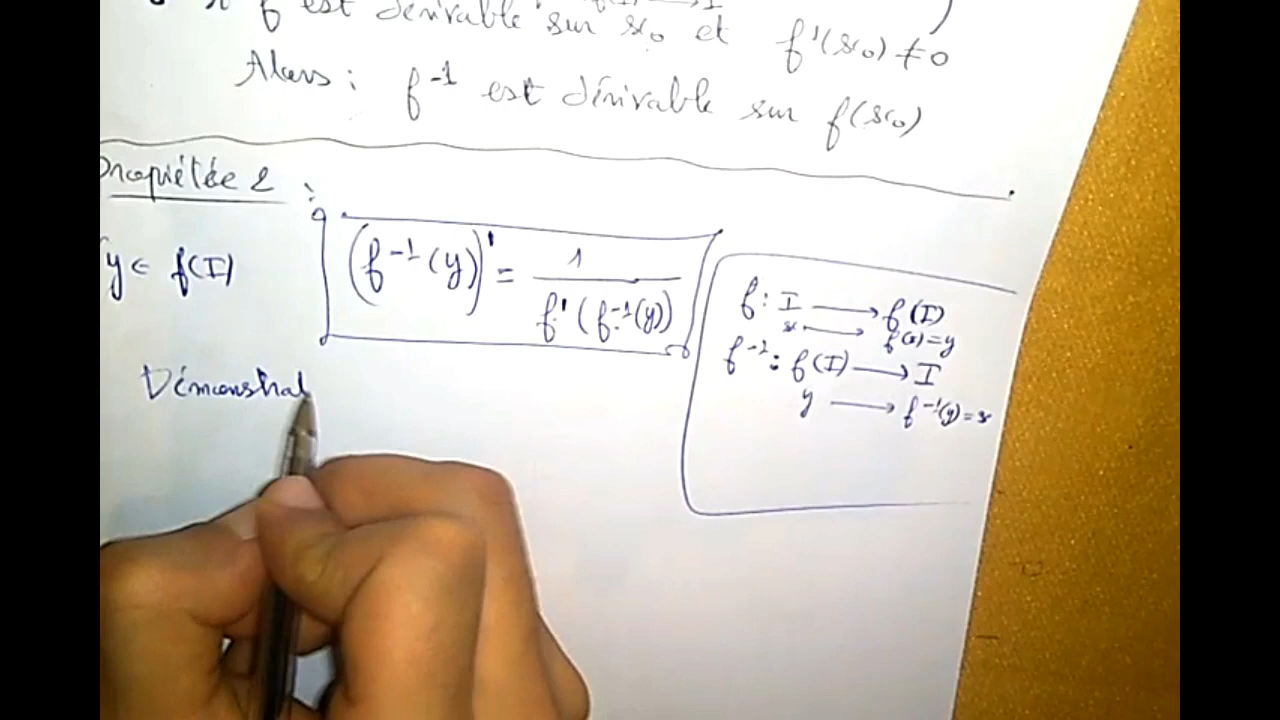 f est dérivable sur x₀ et f'(x₀) ≠ 0
Alors : f⁻¹ est dérivable sur f(x₀)
Propriétée 2 :
y ∈ f(I)
(f⁻¹(y))' = 1 / f'(f⁻¹(y))
f : I → f(I)
x → f(x) = y
f⁻¹ : f(I) → I
y → f⁻¹(y) = x
Démonstrat